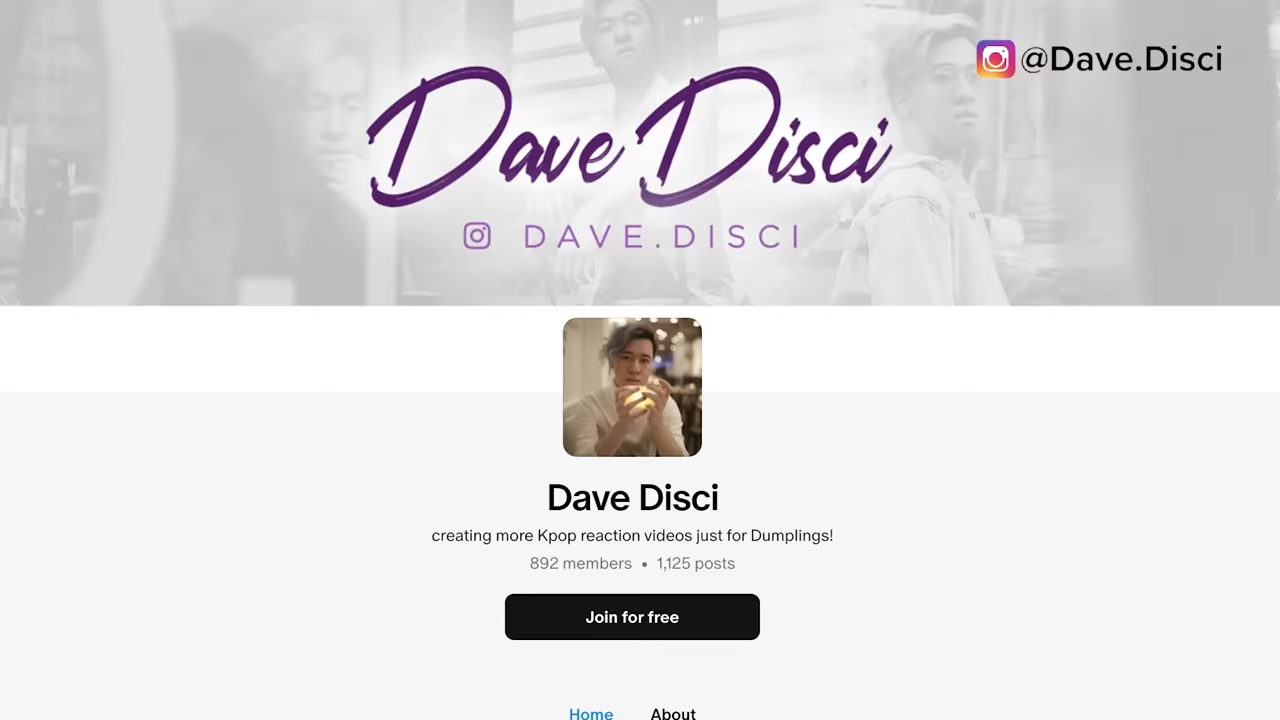 @Dave.Disci
Dave Disci
DAVE.DISCI
Dave Disci
creating more Kpop reaction videos just for Dumplings!
892 members • 1,125 posts
Join for free
Home About